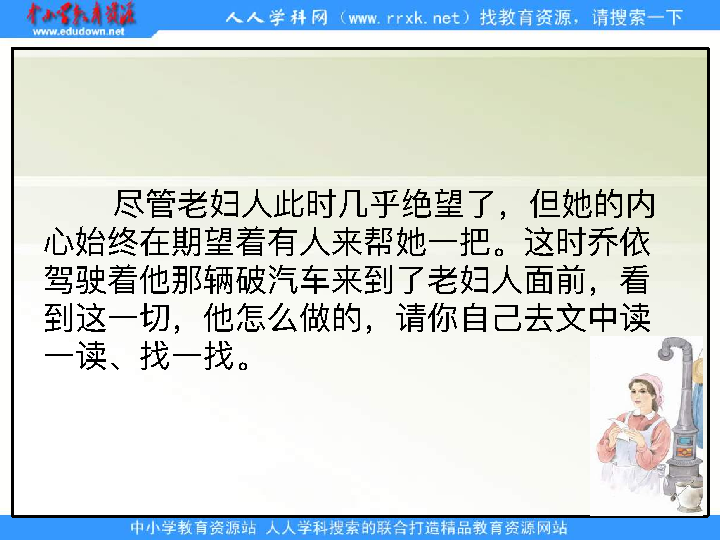 中小学教育资源
www.edudown.net
人人学科网（www.rrxk.net）找教育资源，请搜索一下
尽管老妇人此时几乎绝望了，但她的内
心始终在期望着有人来帮她一把。这时乔依
驾驶着他那辆破汽车来到了老妇人面前，看
到这一切，他怎么做的，请你自己去文中读
一读、找一找。
中小学教育资源站 人人学科搜索的联合打造精品教育资源网站